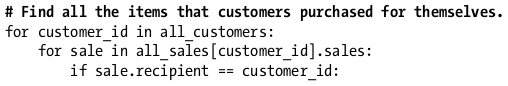 # Find all the items that customers purchased for themselves.
for customer_id in all_customers:
    for sale in all_sales[customer_id].sales:
        if sale.recipient == customer_id: